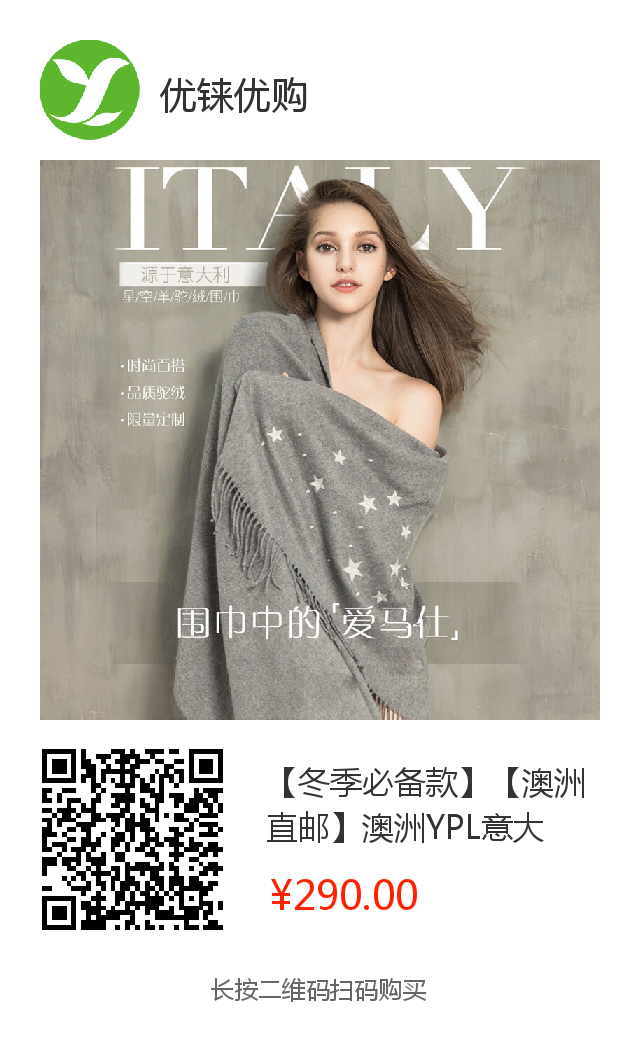 优铼优购
ITALY
源于意大利
星/空/羊/驼/绒/围/巾
·时尚百搭
·品质驼绒
·限量定制
围巾中的「爱马仕」
【冬季必备款】【澳洲
直邮】澳洲YPL意大
¥290.00
长按二维码扫码购买